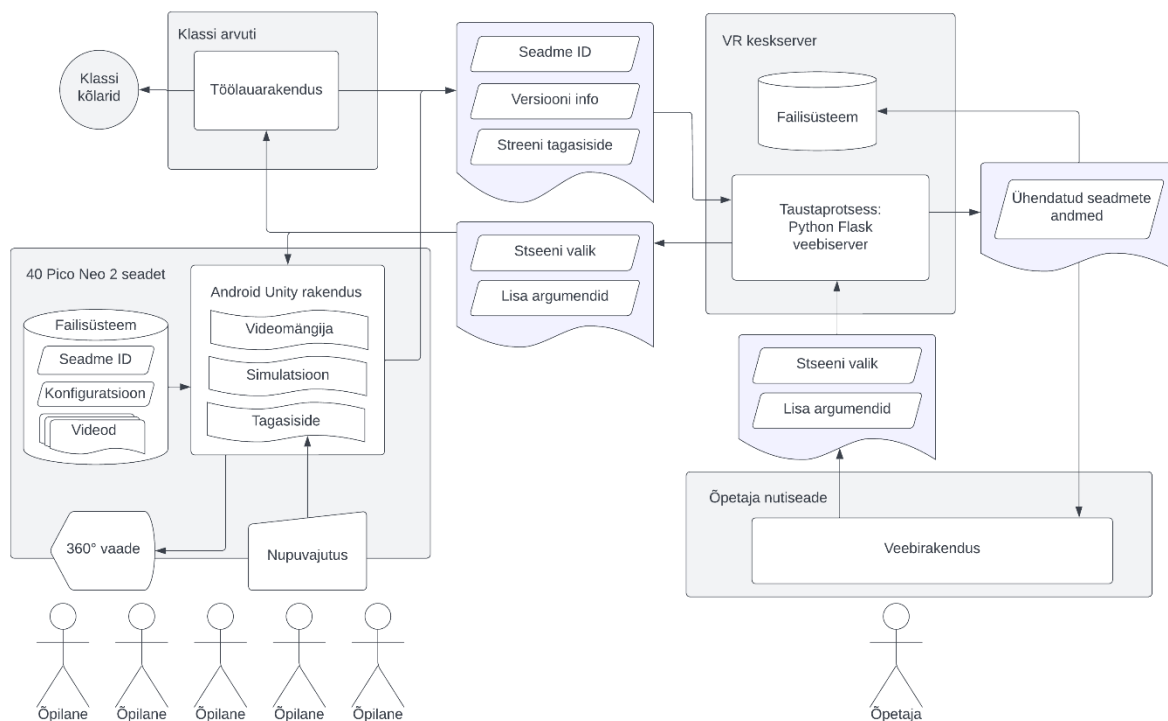 Klassi arvuti
Klassi
kõlarid
Töölauarakendus
Seadme ID
Versiooni info
Streeni tagasiside
VR keskserver
Failisüsteem
Taustaprotsess:
Python Flask
veebiserver
Ühendatud seadmete
andmed
Stseeni valik
Lisa argumendid
40 Pico Neo 2 seadet
Failisüsteem
Seadme ID
Konfiguratsioon
Videod
Android Unity rakendus
Videomängija
Simulatsioon
Tagasiside
Stseeni valik
Lisa argumendid
360° vaade
Nupuvajutus
Õpetaja nutiseade
Veebirakendus
Õpilane
Õpilane
Õpilane
Õpilane
Õpilane
Õpetaja